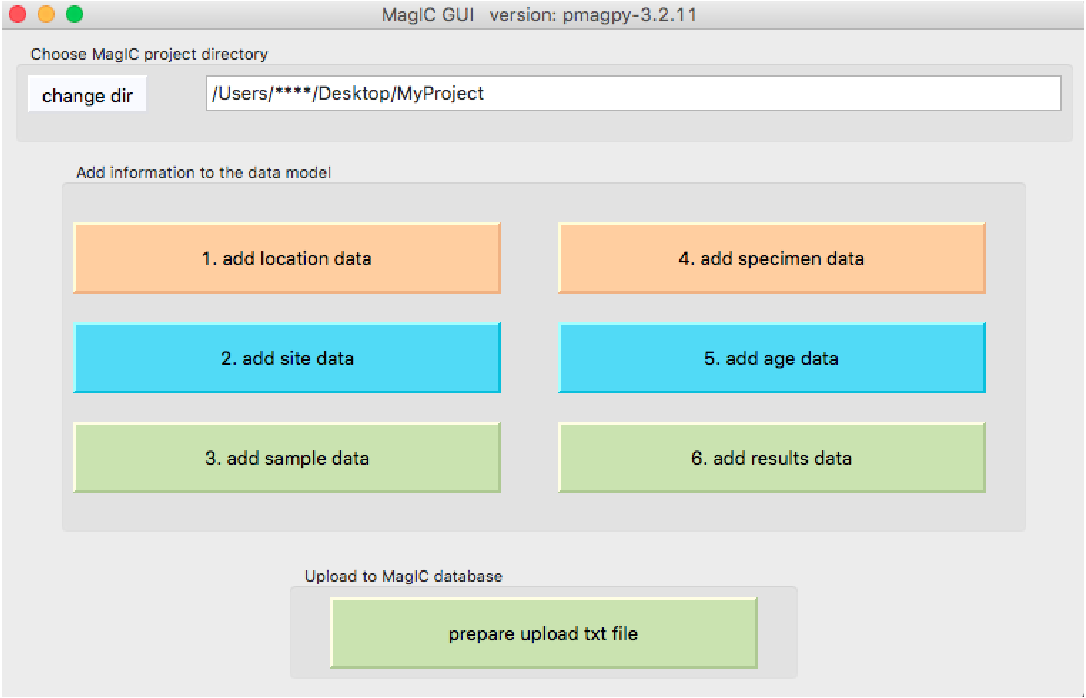 MagIC GUI version: pmagpy-3.2.11
Choose MagIC project directory
change dir
/Users/****/Desktop/MyProject
Add information to the data model
1. add location data
4. add specimen data
2. add site data
5. add age data
3. add sample data
6. add results data
Upload to MagIC database
prepare upload txt file